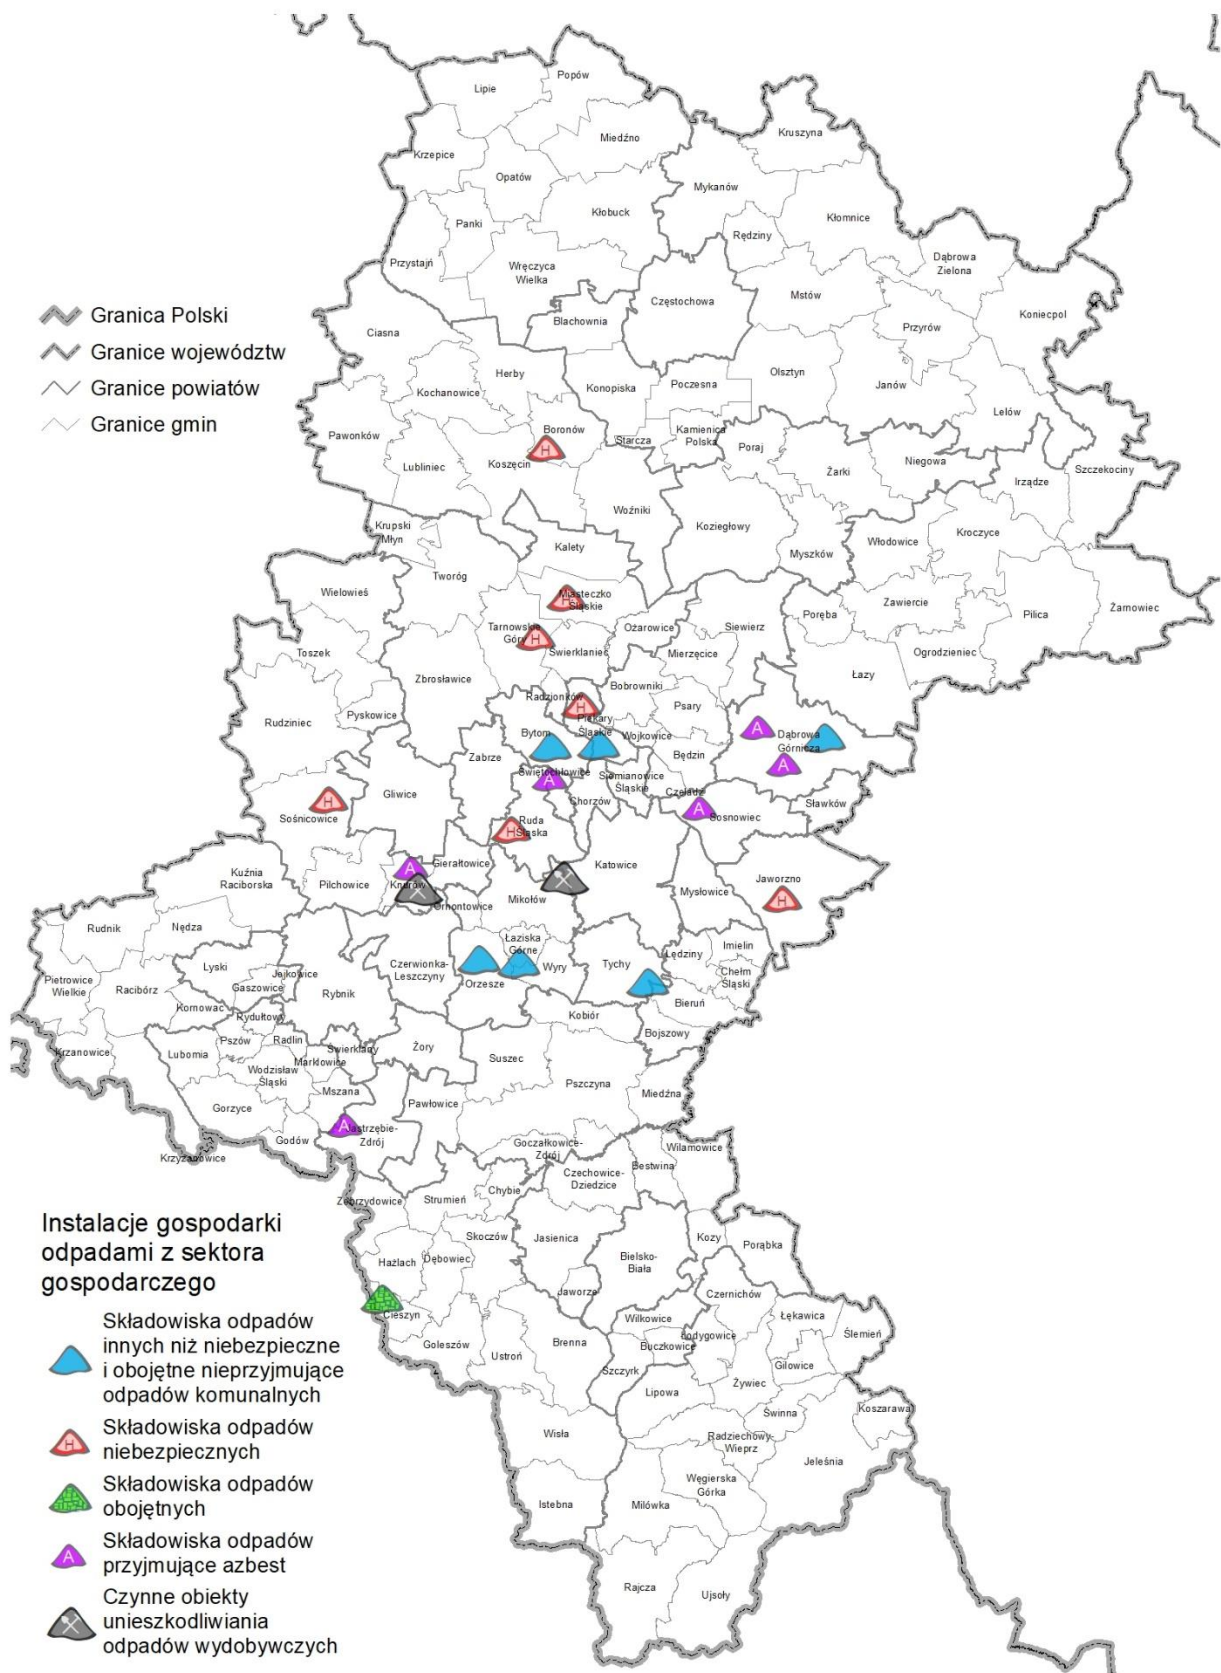 Popów
Lipie
Kruszyna
Miedźno
Krzepice
Opatów
Mykanów
Kłobuck
Kłomnice
Panki
Rędziny
Dąbrowa
Zielona
Przystajń
Wręczyca
Wielka
Częstochowa
Mstów
Koniecpol
Granica Polski
Blachownia
Przyrów
Ciasna
Granice województw
Herby
Olsztyn
Granice powiatów
Kochanowice
Konopiska
Poczesna
Janów
Lelów
Granice gmin
Pawonków
Boronów
Starcza
Kamienica
Polska
Poraj
H
Lubliniec
Koszęcin
Żarki
Niegowa
Szczekociny
Irządze
Woźniki
Krupski
Młyn
Koziegłowy
Kroczyce
Kalety
Myszków
Włodowice
Tworóg
Wielowieś
Miasteczko
Śląskie
H
Zawiercie
Żarnowiec
Poręba
Pilica
Tarnowskie
Góry
H
Ożarowice
Siewierz
Świerklaniec
Toszek
Mierzęcice
Ogrodzieniec
Zbrosławice
Łazy
Bobrowniki
Radzionków
H
Psary
Pyskowice
Rudziniec
Piekary
Śląskie
A
Bytom
Wojkowice
Dąbrowa
Górnicza
Zabrze
Będzin
A
Gliwice
Świętochłowice
A
Siemianowice
Śląskie
Czeladź
Chorzów
Sławków
H
Sośnicowice
A
Sosnowiec
Ruda
Śląska
H
Gierałtowice
Katowice
A
Kuźnia
Raciborska
Pilchowice
Knurów
Jaworzno
H
Mysłowice
Ornontowice
Mikołów
Rudnik
Nędza
Łaziska
Górne
Imielin
Lędziny
Lyski
Czerwionka-
Leszczyny
Wyry
Tychy
Chełm
Śląski
Pietrowice
Wielkie
Jejkowice
Racibórz
Gaszowice
Rybnik
Orzesze
Bieruń
Kornowac
Rydułtowy
Kobiór
Bojszowy
Pszów
Radlin
Świerklany
Żory
Krzanowice
Lubomia
Marklowice
Suszec
Wodzisław
Śląski
Pszczyna
Mszana
Miedźna
Pawłowice
Gorzyce
A
Jastrzębie-
Zdrój
Godów
Goczałkowice-
Zdrój
Wilamowice
Krzyżanowice
Bestwina
Czechowice-
Dziedzice
Zebrzydowice
Strumień
Chybie
Instalacje gospodarki
odpadami z sektora
gospodarczego
Skoczów
Jasienica
Kozy
Porąbka
Hażlach
Dębowiec
Bielsko-
Biała
Jaworze
Czernichów
Cieszyn
Łękawica
Wilkowice
Ślemień
Goleszów
Ustroń
Brenna
Buczkowice
Łodygowice
Gilowice
Szczyrk
Żywiec
Lipowa
Koszarawa
Świnna
Wisła
Radziechowy-
Wieprz
Jeleśnia
Węgierska
Górka
Istebna
Milówka
Rajcza
Ujsoły
Składowiska odpadów
innych niż niebezpieczne
i obojętne nieprzyjmujące
odpadów komunalnych
H
Składowiska odpadów
niebezpiecznych
Składowiska odpadów
obojętnych
A
Składowiska odpadów
przyjmujące azbest
Czynne obiekty
unieszkodliwiania
odpadów wydobywczych